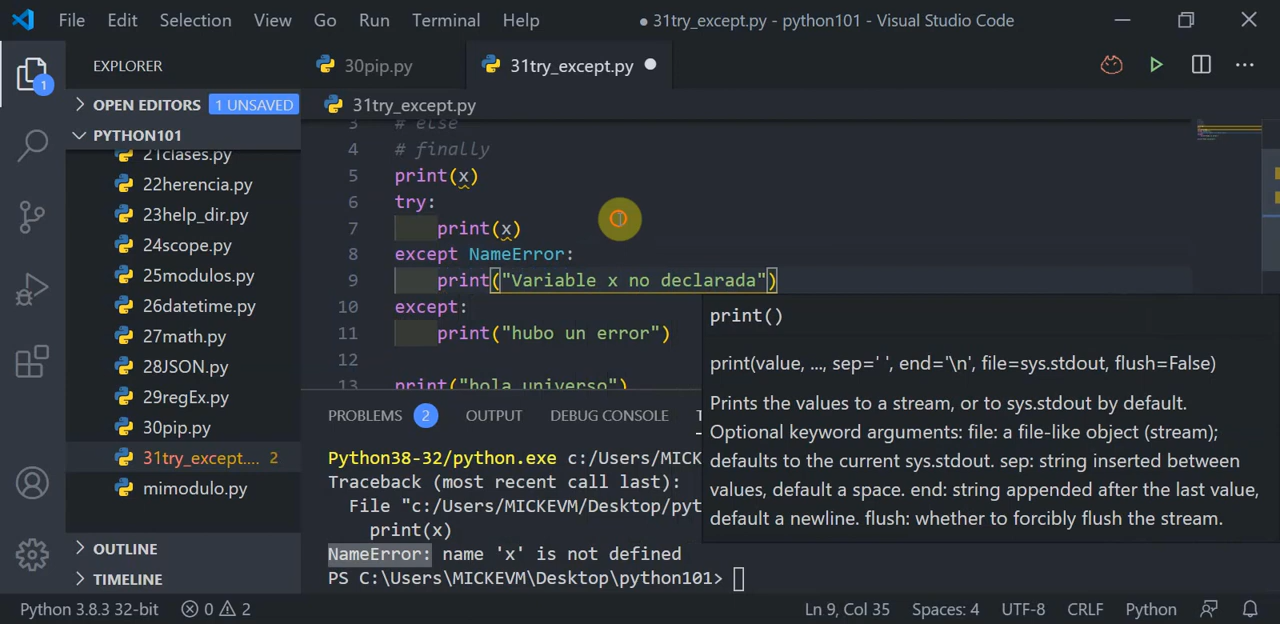 File Edit Selection View Go Run Terminal Help ● 31try_except.py - python101 - Visual Studio Code
EXPLORER
30pip.py
31try_except.py
OPEN EDITORS 1 UNSAVED
31try_except.py
PYTHON101
21clases.py
22herencia.py
23help_dir.py
24scope.py
25modulos.py
26datetime.py
27math.py
28JSON.py
29regEx.py
30pip.py
31try_except.... 2
mimodulo.py
OUTLINE
TIMELINE
3 # else
4 # finally
5 print(x)
6 try:
7 print(x)
8 except NameError:
9 print("Variable x no declarada")
10 except:
11 print("hubo un error")
12
13 print("hola universo")
print()
print(value, ..., sep=' ', end='\n', file=sys.stdout, flush=False)
Prints the values to a stream, or to sys.stdout by default.
Optional keyword arguments: file: a file-like object (stream);
defaults to the current sys.stdout. sep: string inserted between
values, default a space. end: string appended after the last value,
default a newline. flush: whether to forcibly flush the stream.
PROBLEMS 2 OUTPUT DEBUG CONSOLE
Python38-32/python.exe c:/Users/MICK
Traceback (most recent call last):
File "c:/Users/MICKEVM/Desktop/pyt
print(x)
NameError: name 'x' is not defined
PS C:\Users\MICKEVM\Desktop\python101>
Python 3.8.3 32-bit 0 2 Ln 9, Col 35 Spaces: 4 UTF-8 CRLF Python